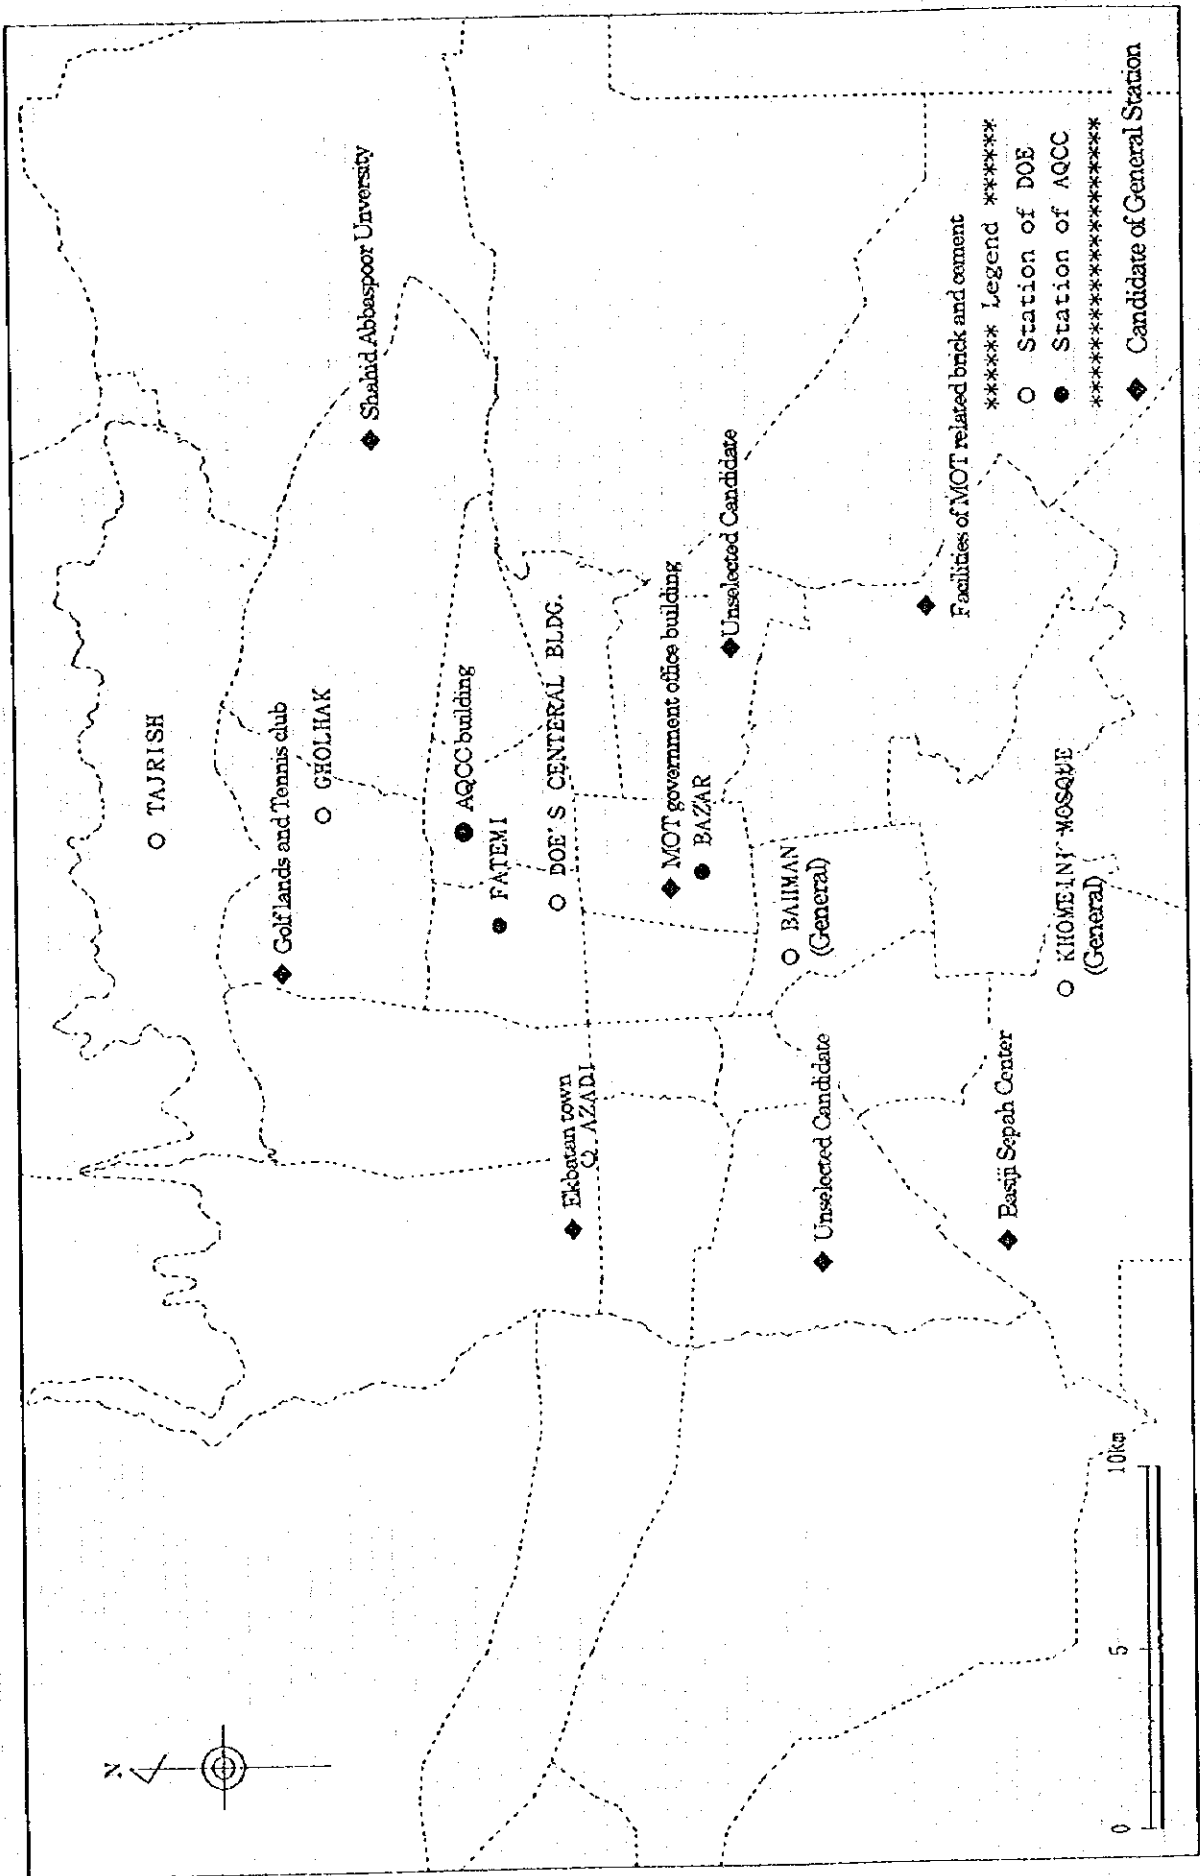 N
TAJRISH
Golf lands and Tennis club
GHOLHAK
Shahid Abbaspoor Unversity
AQCC building
FATEMI
DOE'S CENTERAL BLDG.
Ekbatan town
AZADI
MOT government office building
BAZAR
Unselected Candidate
BAHMAN
(General)
Unselected Candidate
Facilities of MOT related brick and cement
Basiji Sepah Center
KHOMEINI MOSQUE
(General)
****** Legend ******
Station of DOE
Station of AQCC
********************
Candidate of General Station
0 5 10km